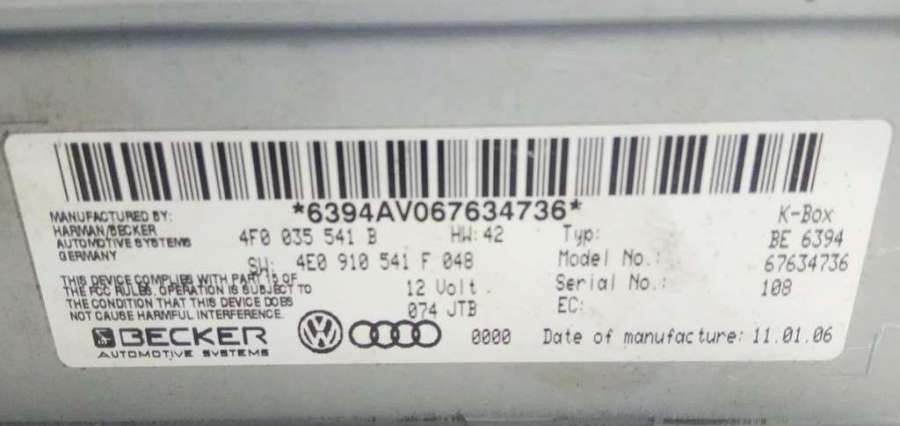 *6394AV067634736*
MANUFACTURED BY:
HARMAN/BECKER
AUTOMOTIVE SYSTEMS
GERMANY
THIS DEVICE COMPLIES WITH PART 15 OF
THE FCC RULES. OPERATION IS SUBJECT TO
THE CONDITION THAT THIS DEVICE DOES
NOT CAUSE HARMFUL INTERFERENCE.
4F0 035 541 B HW: 42
SW: 4E0 910 541 F 048
12 Volt
074 JTB
Typ: K-Box
BE 6394
Model No.: 67634736
Serial No.: 108
EC:
BECKER
AUTOMOTIVE SYSTEMS
VW
0000 Date of manufacture: 11.01.06